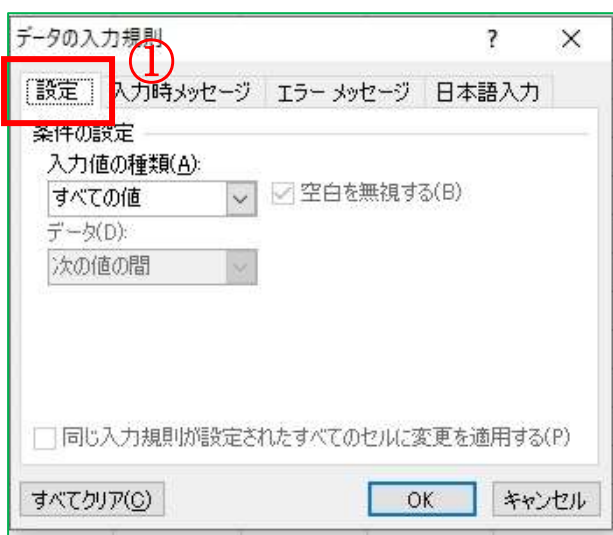 データの入力規則 ? ×
①
設定 入力時メッセージ エラー メッセージ 日本語入力
条件の設定
入力値の種類(A):
すべての値 空白を無視する(B)
データ(D):
次の値の間
同じ入力規則が設定されたすべてのセルに変更を適用する(P)
すべてクリア(C) OK キャンセル